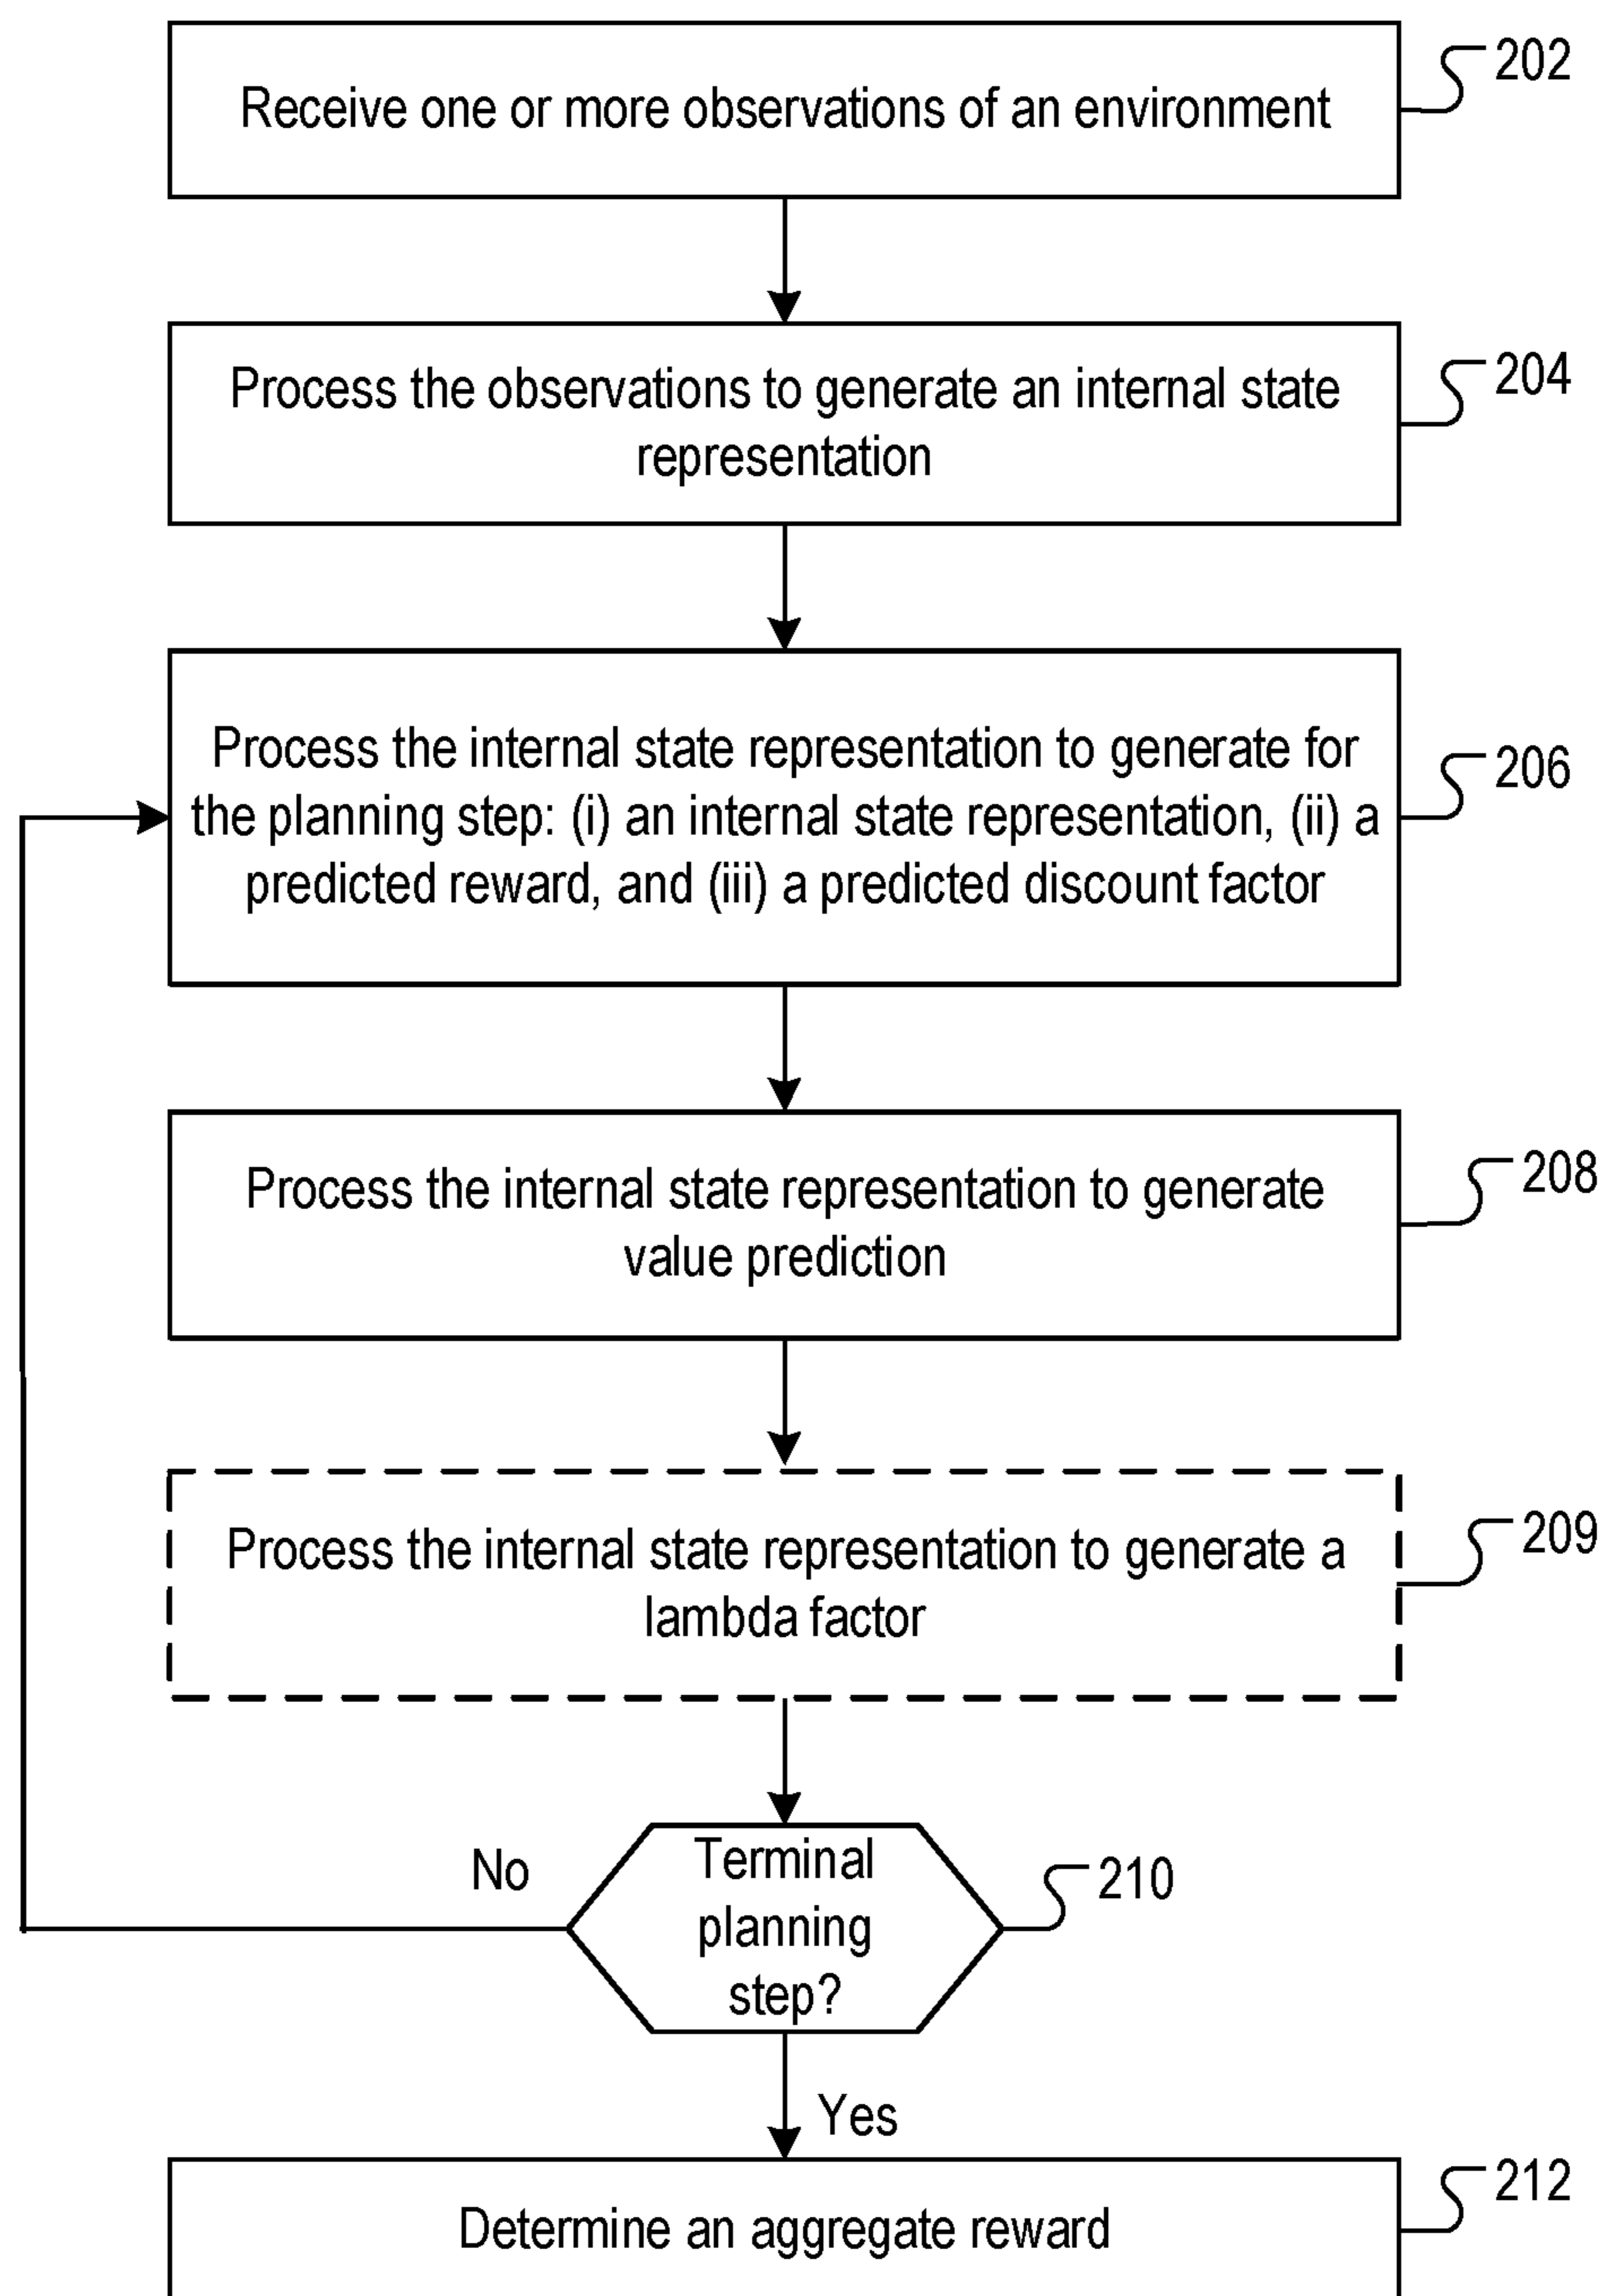 Receive one or more observations of an environment
202
Process the observations to generate an internal state
representation
204
Process the internal state representation to generate for
the planning step: (i) an internal state representation, (ii) a
predicted reward, and (iii) a predicted discount factor
206
Process the internal state representation to generate
value prediction
208
Process the internal state representation to generate a
lambda factor
209
No
Terminal
planning
step?
210
Yes
Determine an aggregate reward
212